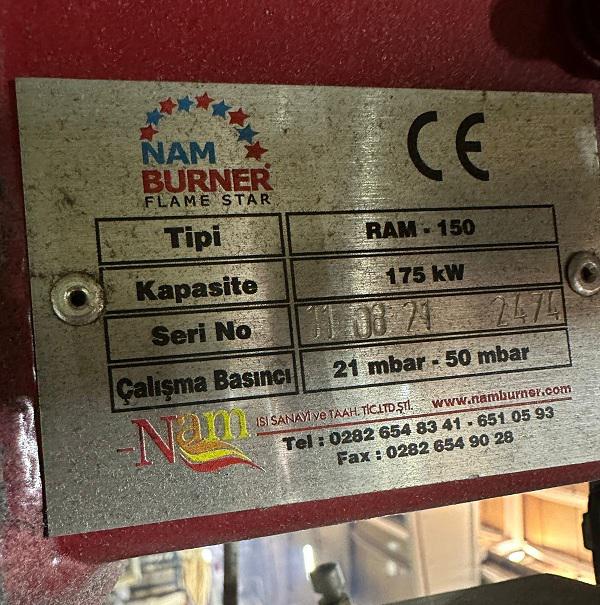 NAM
BURNER
FLAME STAR
CE
Tipi RAM - 150
Kapasite 175 kW
Seri No 11 08 21 2474
Çalışma Basıncı 21 mbar - 50 mbar
Nam ISI SANAYİ ve TAAH. TİC.LTD.ŞTİ. www.namburner.com
Tel : 0282 654 83 41 - 651 05 93
Fax : 0282 654 90 28